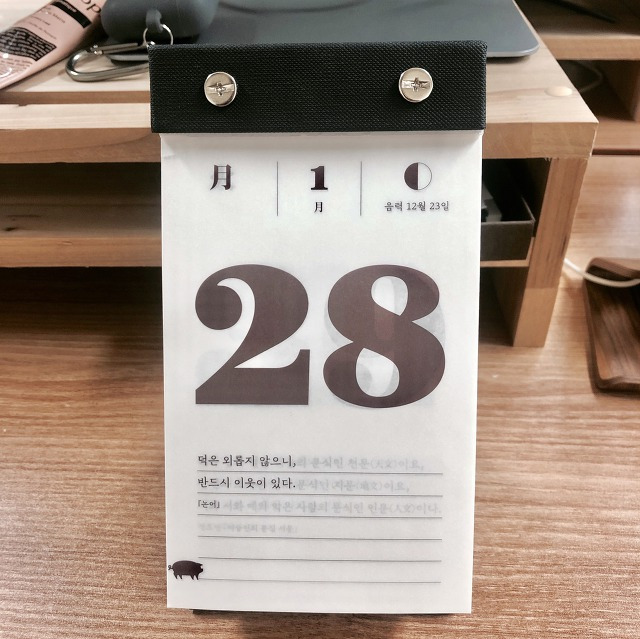 月
1
月
음력 12월 23일
28
덕은 외롭지 않으니,
반드시 이웃이 있다.
『논어』